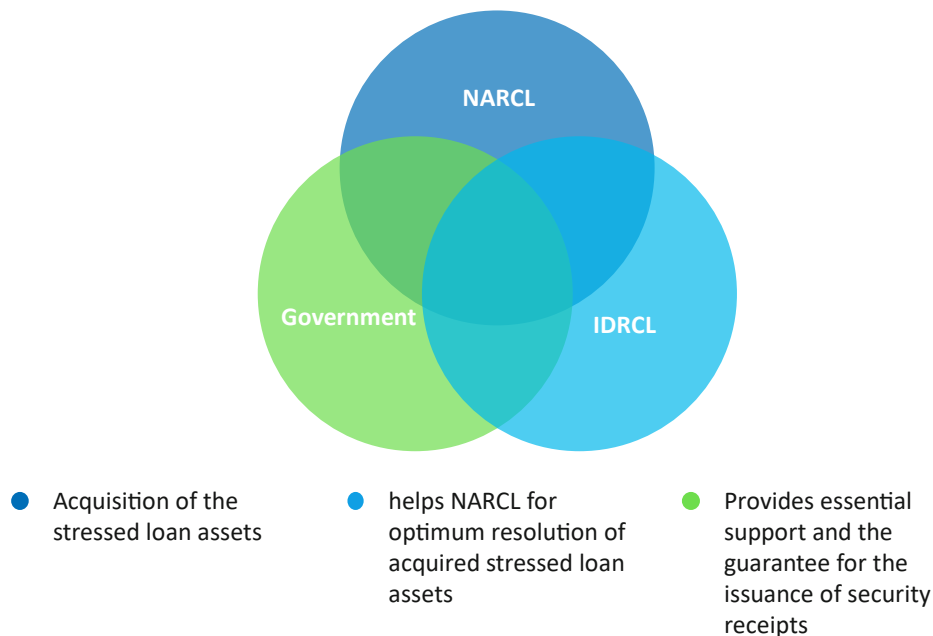 NARCL
Government
IDRCL
Acquisition of the
stressed loan assets
helps NARCL for
optimum resolution of
acquired stressed loan
assets
Provides essential
support and the
guarantee for the
issuance of security
receipts